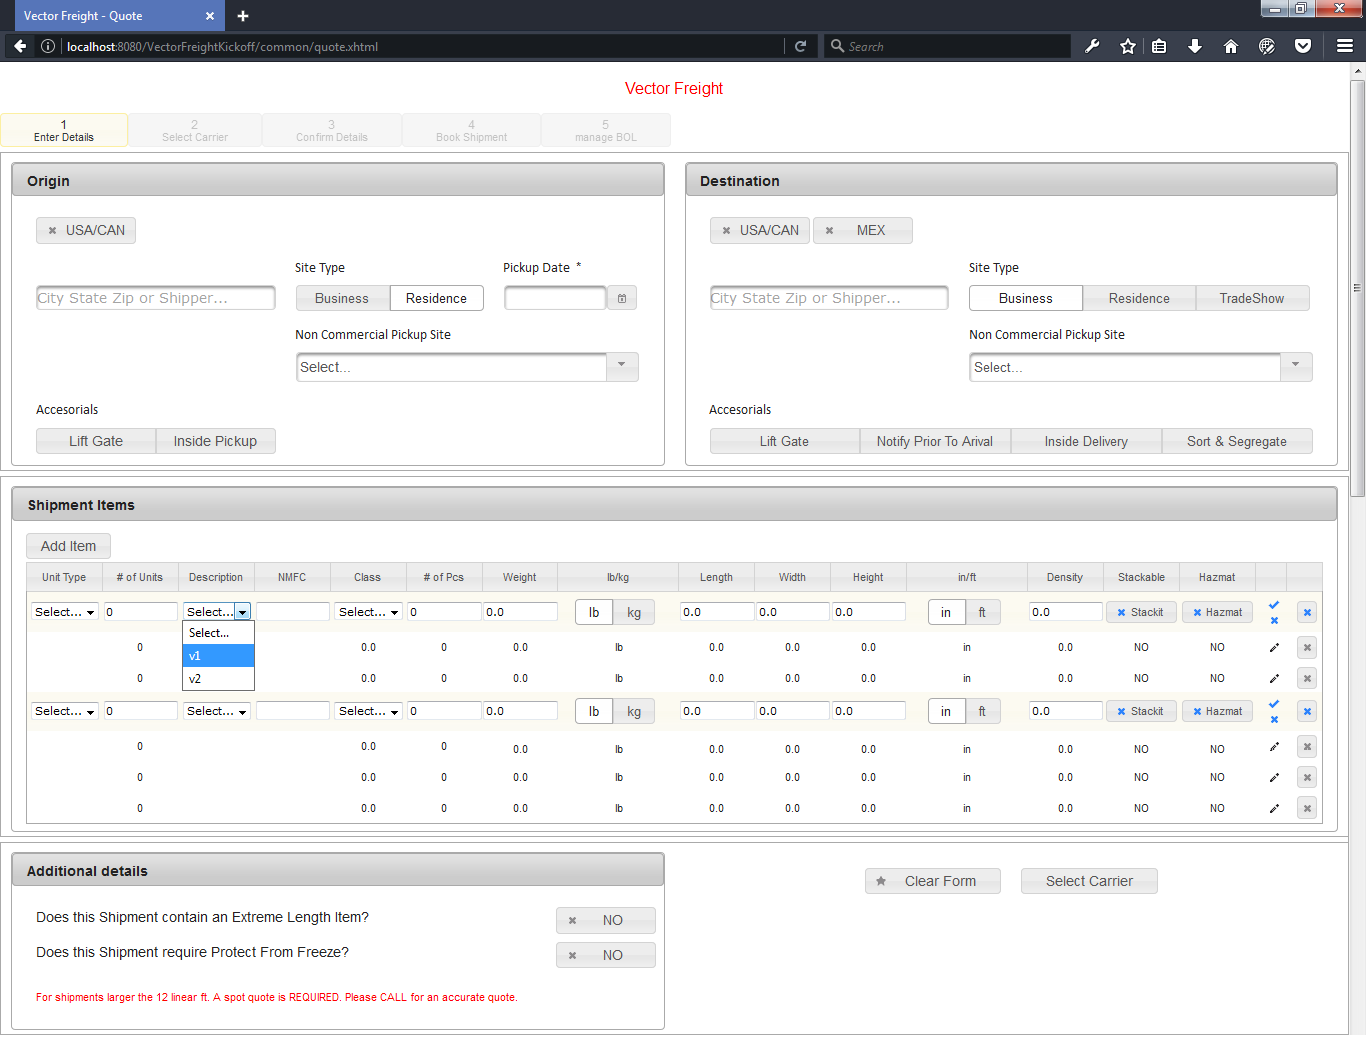 Vector Freight - Quote
localhost:8080/VectorFreightKickoff/common/quote.xhtml
Search
Vector Freight
1 2 3 4 5
Enter Details Select Carrier Confirm Details Book Shipment manage BOL
Origin
Destination
USA/CAN
USA/CAN MEX
Site Type Pickup Date *
Site Type
City State Zip or Shipper... Business Residence
City State Zip or Shipper... Business Residence TradeShow
Non Commercial Pickup Site
Non Commercial Pickup Site
Select...
Select...
Accesorials
Accesorials
Lift Gate Inside Pickup
Lift Gate Notify Prior To Arival Inside Delivery Sort & Segregate
Shipment Items
Add Item
Unit Type # of Units Description NMFC Class # of Pcs Weight lb/kg Length Width Height in/ft Density Stackable Hazmat
Select... 0 Select... Select... 0 0.0 lb kg 0.0 0.0 0.0 in ft 0.0 Stackit Hazmat
Select...
v1
v2
0 0.0 0 0.0 lb 0.0 0.0 0.0 in 0.0 NO NO
0 0.0 0 0.0 lb 0.0 0.0 0.0 in 0.0 NO NO
Select... 0 Select... Select... 0 0.0 lb kg 0.0 0.0 0.0 in ft 0.0 Stackit Hazmat
0 0.0 0 0.0 lb 0.0 0.0 0.0 in 0.0 NO NO
0 0.0 0 0.0 lb 0.0 0.0 0.0 in 0.0 NO NO
0 0.0 0 0.0 lb 0.0 0.0 0.0 in 0.0 NO NO
Additional details
Clear Form Select Carrier
Does this Shipment contain an Extreme Length Item? NO
Does this Shipment require Protect From Freeze? NO
For shipments larger the 12 linear ft. A spot quote is REQUIRED. Please CALL for an accurate quote.